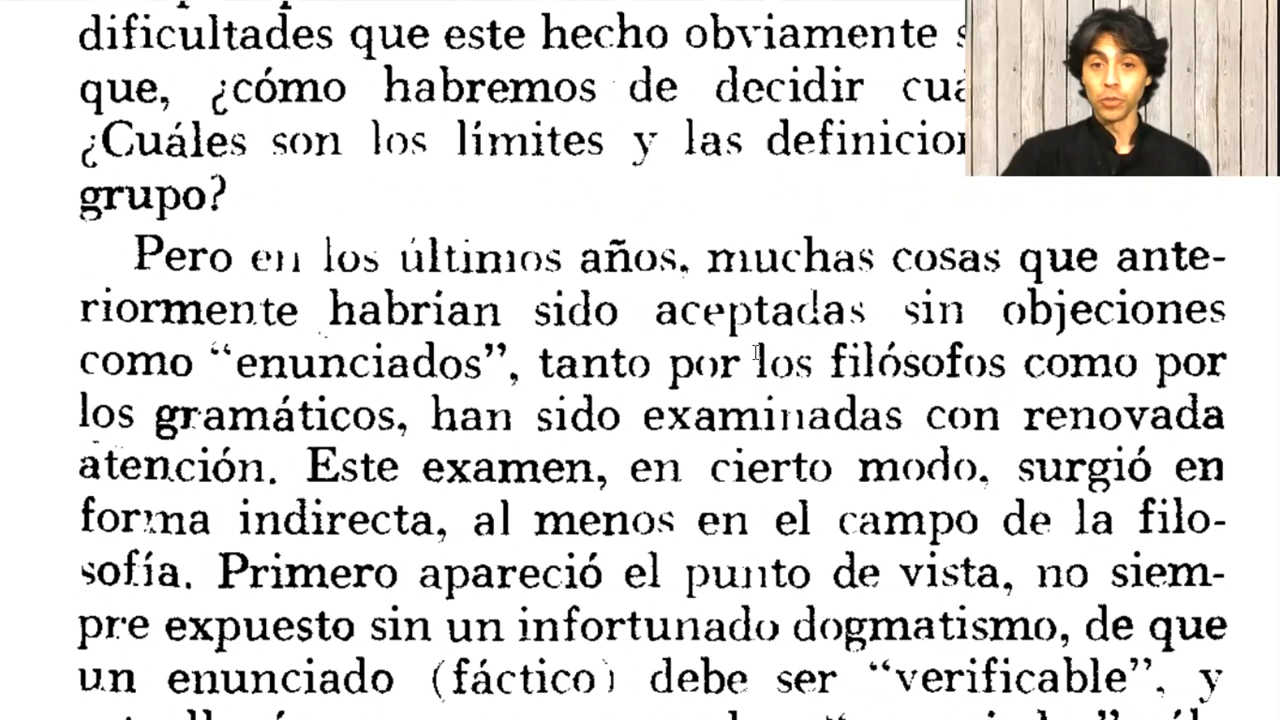 dificultades que este hecho obviamente
que, ¿cómo habremos de decidir
¿Cuáles son los límites y las
grupo?
Pero en los últimos años, muchas cosas que ante-
riormente habrían sido aceptadas sin objeciones
como “enunciados”, tanto por los filósofos como por
los gramáticos, han sido examinadas con renovada
atención. Este examen, en cierto modo, surgió en
forma indirecta, al menos en el campo de la filo-
sofía. Primero apareció el punto de vista, no siem-
pre expuesto sin un infortunado dogmatismo, de que
un enunciado (fáctico) debe ser “verificable”, y